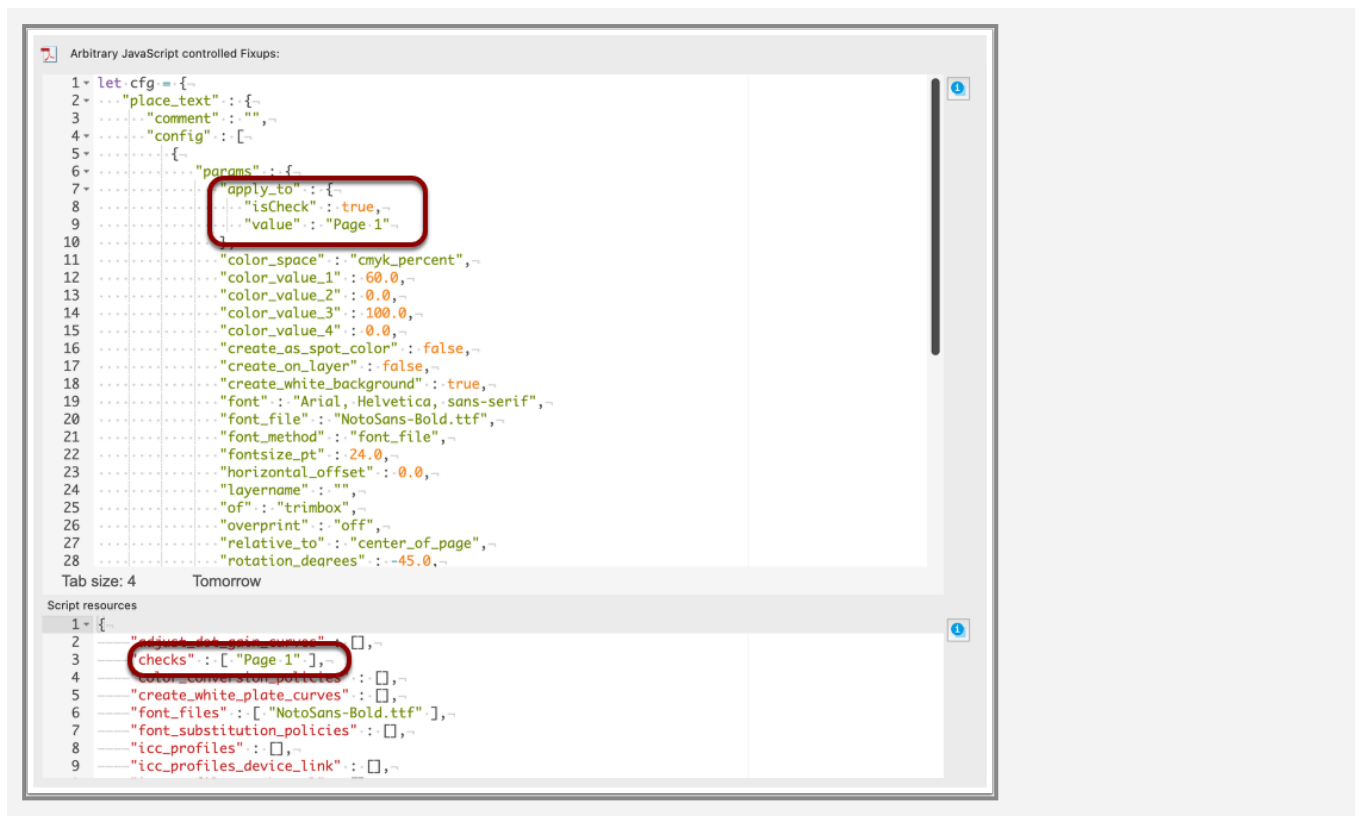 Arbitrary JavaScript controlled Fixups:
1 let cfg = {
2 "place_text" : {
3 "comment" : "",
4 "config" : [
5 {
6 "params" : {
7 "apply_to" : {
8 "isCheck" : true,
9 "value" : "Page 1"
10 },
11 "color_space" : "cmyk_percent",
12 "color_value_1" : 60.0,
13 "color_value_2" : 0.0,
14 "color_value_3" : 100.0,
15 "color_value_4" : 0.0,
16 "create_as_spot_color" : false,
17 "create_on_layer" : false,
18 "create_white_background" : true,
19 "font" : "Arial, Helvetica, sans-serif",
20 "font_file" : "NotoSans-Bold.ttf",
21 "font_method" : "font_file",
22 "fontsize_pt" : 24.0,
23 "horizontal_offset" : 0.0,
24 "layername" : "",
25 "of" : "trimbox",
26 "overprint" : "off",
27 "relative_to" : "center_of_page",
28 "rotation_degrees" : -45.0,
Tab size: 4 Tomorrow
Script resources
1 {
2 "adjust_dot_gain_curves" : [],
3 "checks" : [ "Page 1" ],
4 "color_conversion_policies" : [],
5 "create_white_plate_curves" : [],
6 "font_files" : [ "NotoSans-Bold.ttf" ],
7 "font_substitution_policies" : [],
8 "icc_profiles" : [],
9 "icc_profiles_device_link" : [],